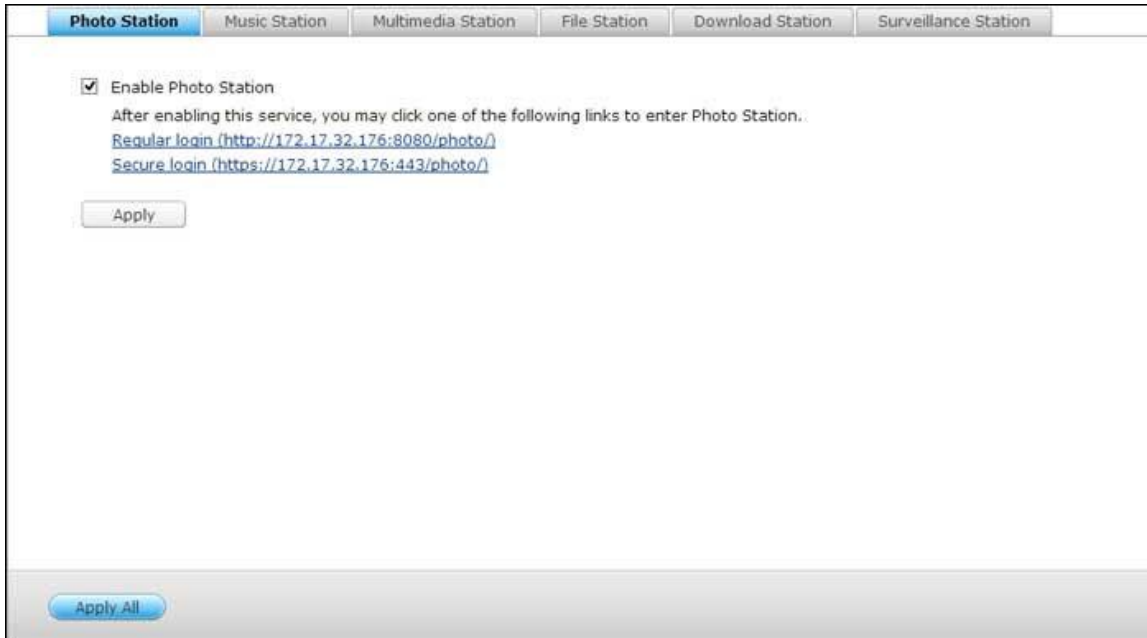 Photo Station Music Station Multimedia Station File Station Download Station Surveillance Station
Enable Photo Station
After enabling this service, you may click one of the following links to enter Photo Station.
Regular login (http://172.17.32.176:8080/photo/)
Secure login (https://172.17.32.176:443/photo/)
Apply
Apply All